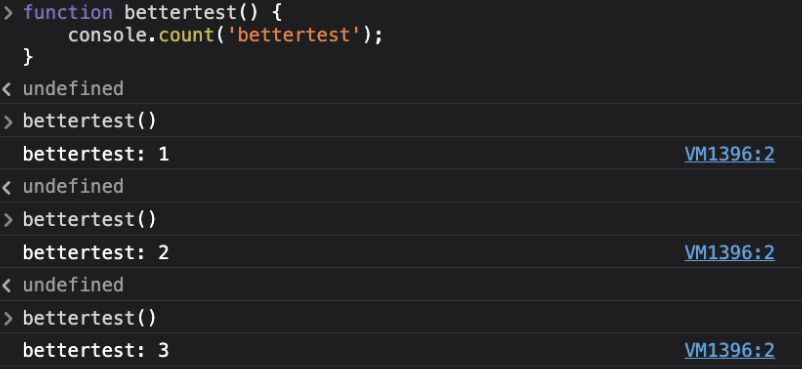 > function bettertest() {
    console.count('bettertest');
}
< undefined
> bettertest()
bettertest: 1 VM1396:2
< undefined
> bettertest()
bettertest: 2 VM1396:2
< undefined
> bettertest()
bettertest: 3 VM1396:2